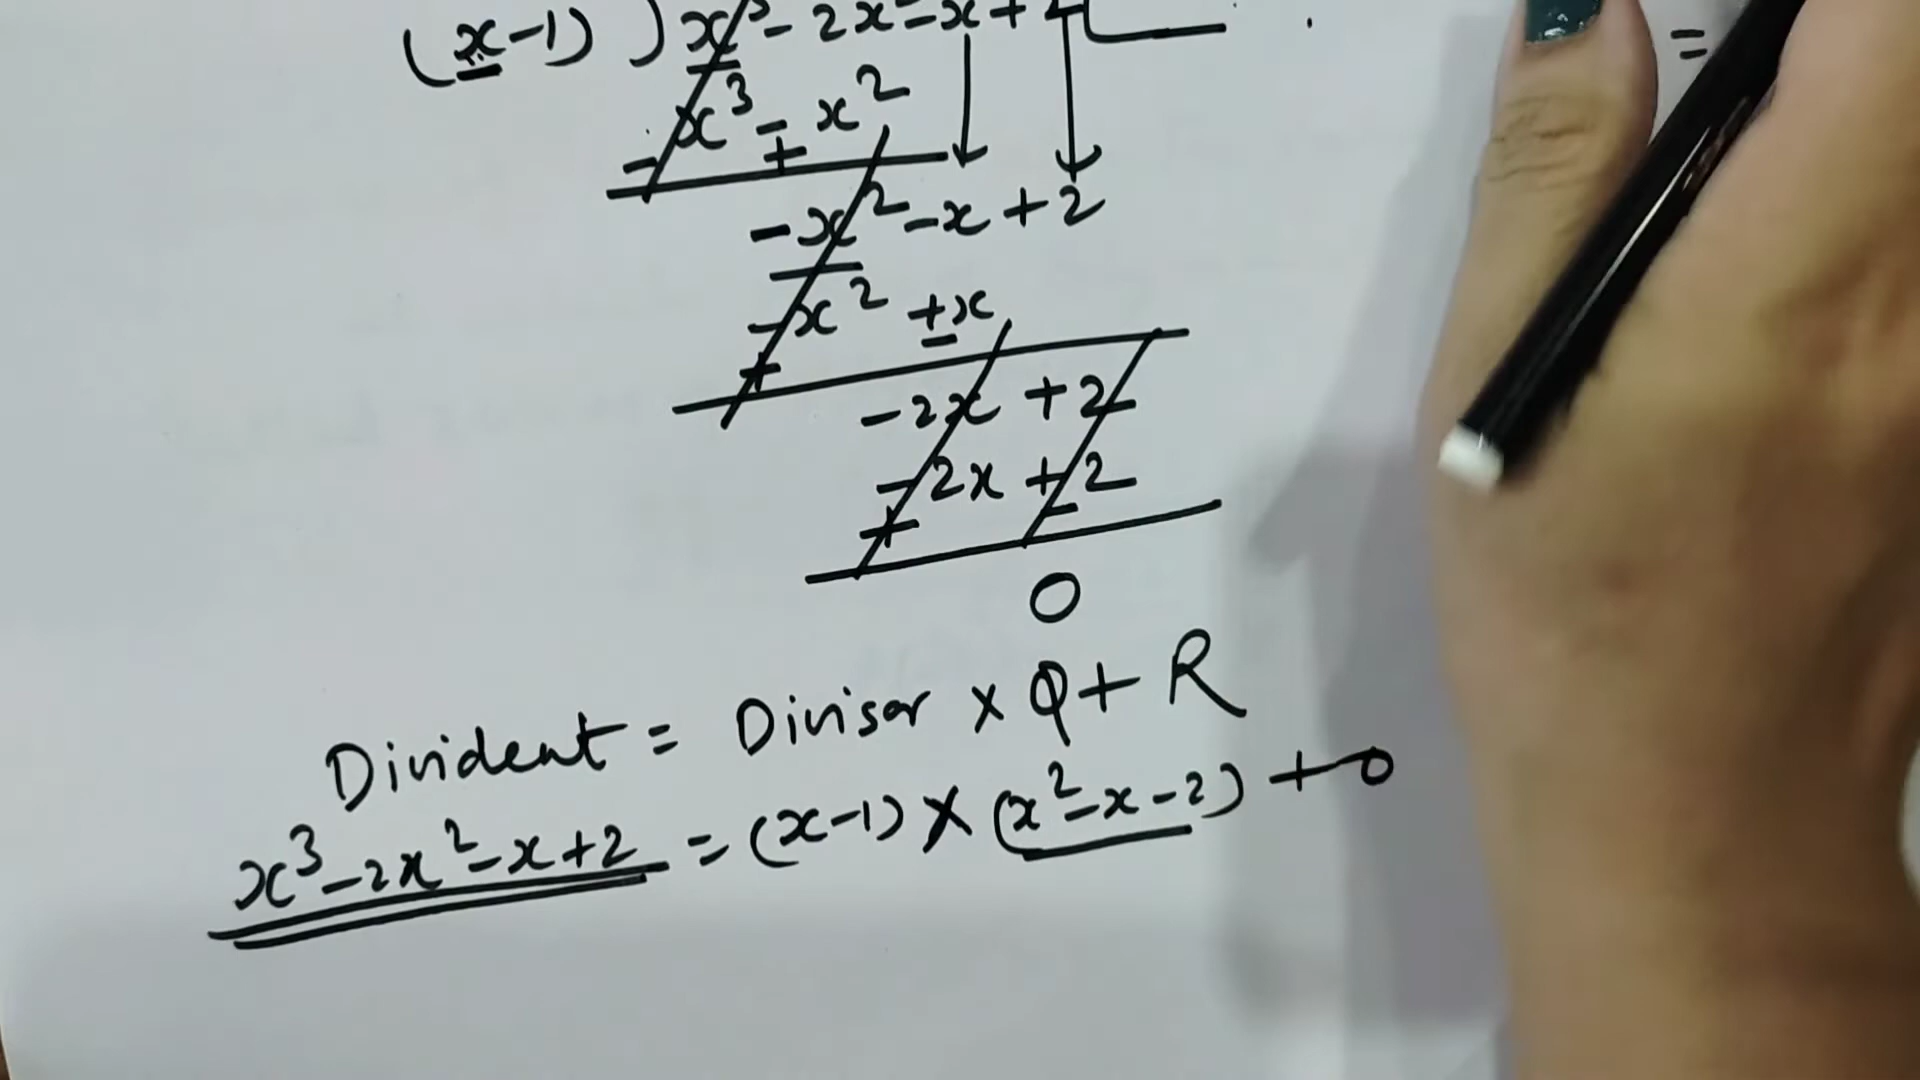 (x-1) ) x³ - 2x² - x + 2 =
x³ - x²
- +
-x² - x + 2
-x² + x
+ -
-2x + 2
-2x + 2
+ -
0
Divident = Divisor × Q + R
x³ - 2x² - x + 2 = (x-1) × (x² - x - 2) + 0